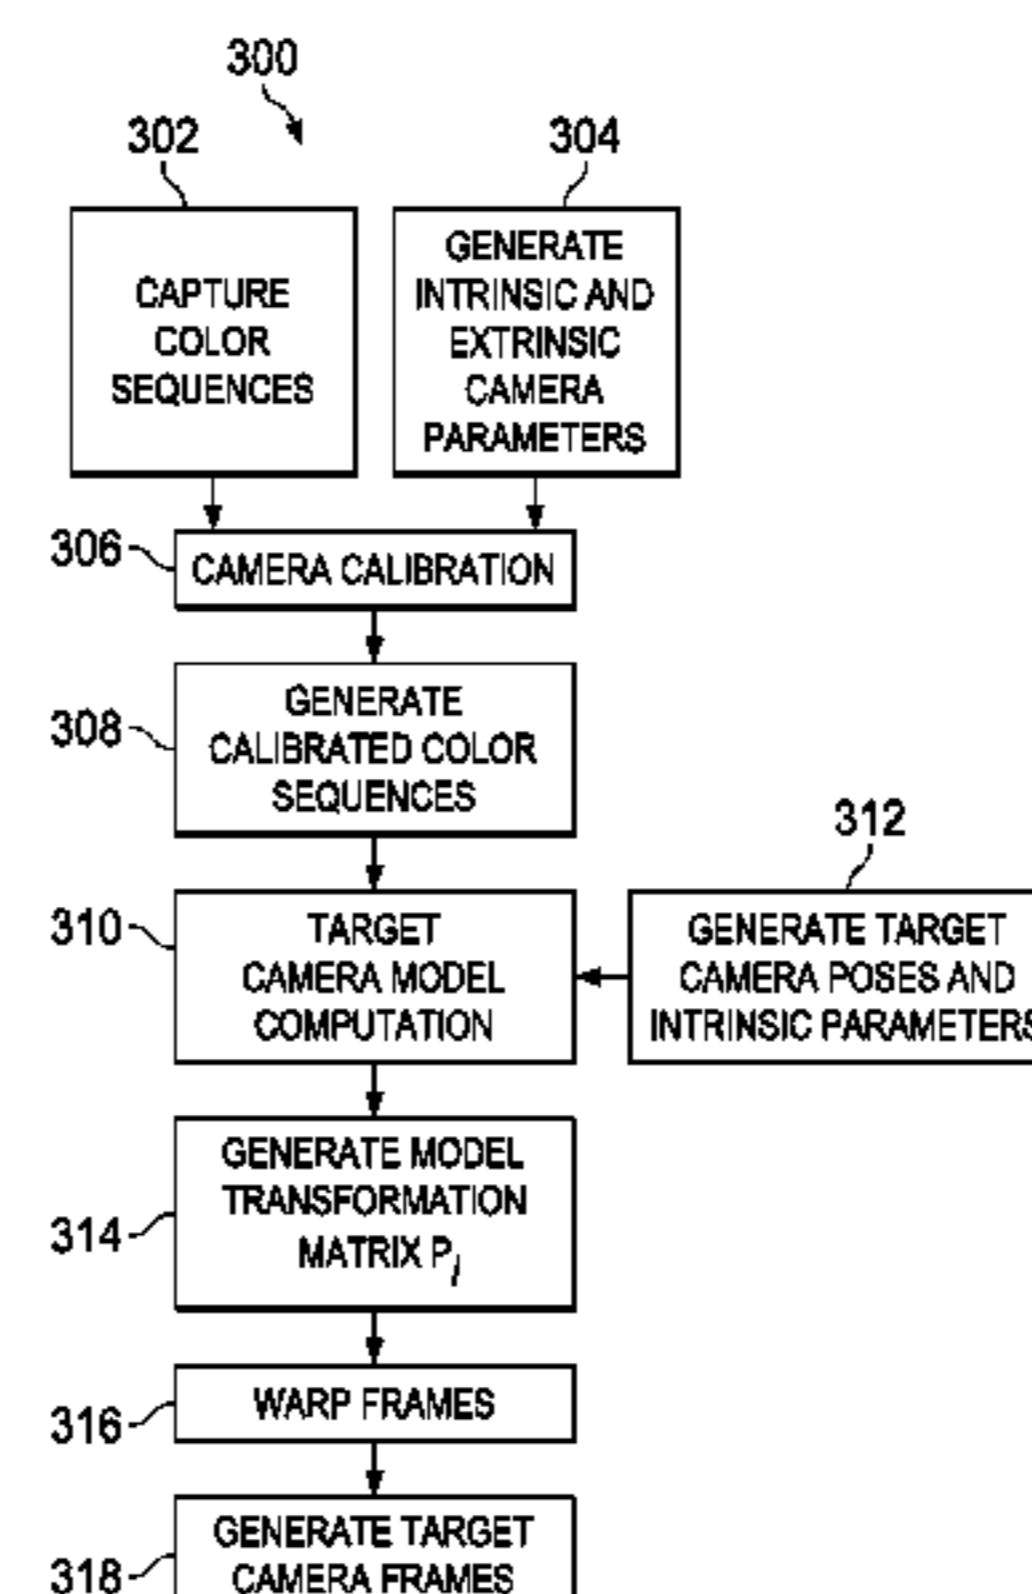 300
302
304
CAPTURE
COLOR
SEQUENCES
GENERATE
INTRINSIC AND
EXTRINSIC
CAMERA
PARAMETERS
306
CAMERA CALIBRATION
308
GENERATE
CALIBRATED COLOR
SEQUENCES
310
TARGET
CAMERA MODEL
COMPUTATION
312
GENERATE TARGET
CAMERA POSES AND
INTRINSIC PARAMETERS
314
GENERATE MODEL
TRANSFORMATION
MATRIX P
316
WARP FRAMES
318
GENERATE TARGET
CAMERA FRAMES